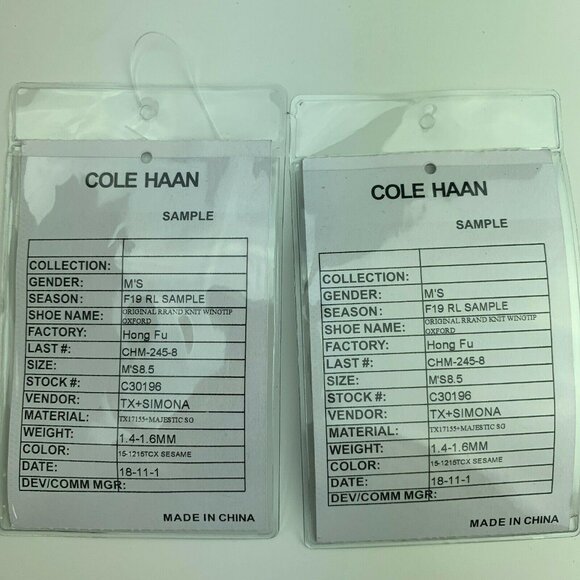 COLE HAAN
SAMPLE
COLLECTION:
GENDER: M'S
SEASON: F19 RL SAMPLE
SHOE NAME: ORIGINAL RRAND KNIT WINGTIP
OXFORD
FACTORY: Hong Fu
LAST #: CHM-245-8
SIZE: M'S8.5
STOCK #: C30196
VENDOR: TX+SIMONA
MATERIAL: TX17155+MAJESTIC SG
WEIGHT: 1.4-1.6MM
COLOR: 15-1215TCX SESAME
DATE: 18-11-1
DEV/COMM MGR:
MADE IN CHINA
COLE HAAN
SAMPLE
COLLECTION:
GENDER: M'S
SEASON: F19 RL SAMPLE
SHOE NAME: ORIGINAL RRAND KNIT WINGTIP
OXFORD
FACTORY: Hong Fu
LAST #: CHM-245-8
SIZE: M'S8.5
STOCK #: C30196
VENDOR: TX+SIMONA
MATERIAL: TX17155+MAJESTIC SG
WEIGHT: 1.4-1.6MM
COLOR: 15-1215TCX SESAME
DATE: 18-11-1
DEV/COMM MGR:
MADE IN CHINA